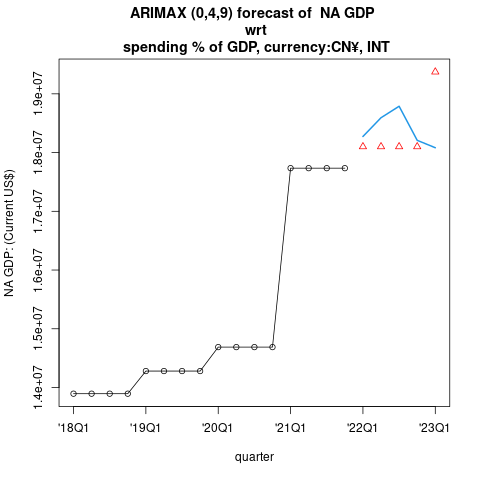 ARIMAX (0,4,9) forecast of  NA GDP
wrt
spending % of GDP, currency:CN¥, INT
NA GDP: (Current US$)
1.9e+07
1.8e+07
1.7e+07
1.6e+07
1.5e+07
1.4e+07
'18Q1 '19Q1 '20Q1 '21Q1 '22Q1 '23Q1
quarter